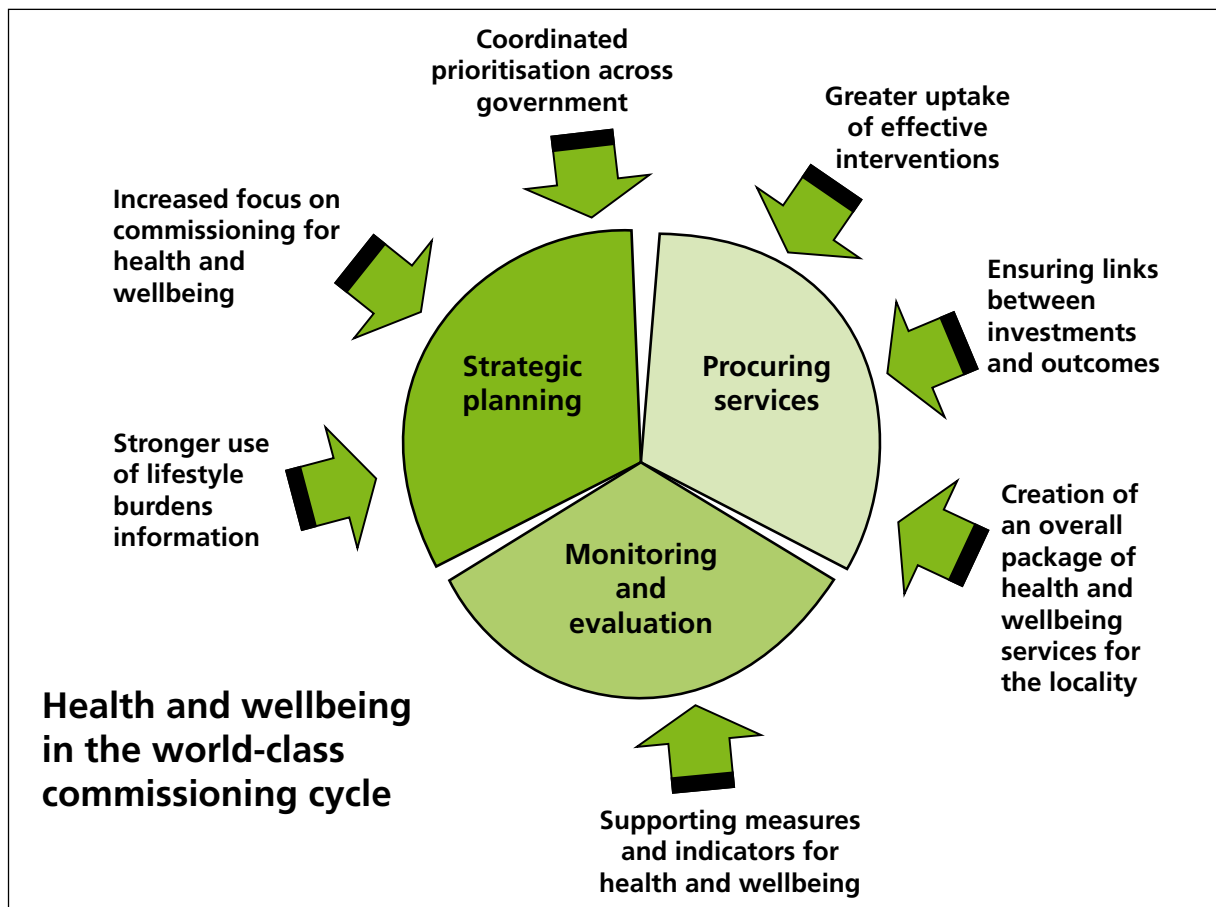 Coordinated
prioritisation across
government
Greater uptake
of effective
interventions
Increased focus on
commissioning for
health and
wellbeing
Ensuring links
between
investments
and outcomes
Strategic
planning
Procuring
services
Stronger use
of lifestyle
burdens
information
Creation of
an overall
package of
health and
wellbeing
services for
the locality
Monitoring
and
evaluation
Health and wellbeing
in the world-class
commissioning cycle
Supporting measures
and indicators for
health and wellbeing